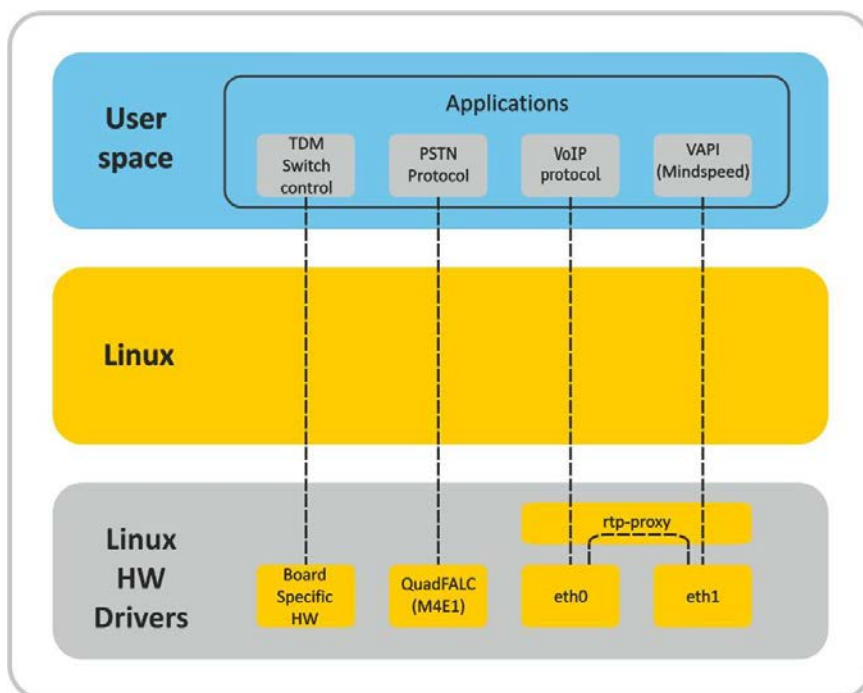 User
space
Applications
TDM
Switch
control
PSTN
Protocol
VoIP
protocol
VAPI
(Mindspeed)
Linux
Linux
HW
Drivers
rtp-proxy
Board
Specific
HW
QuadFALC
(M4E1)
eth0
eth1